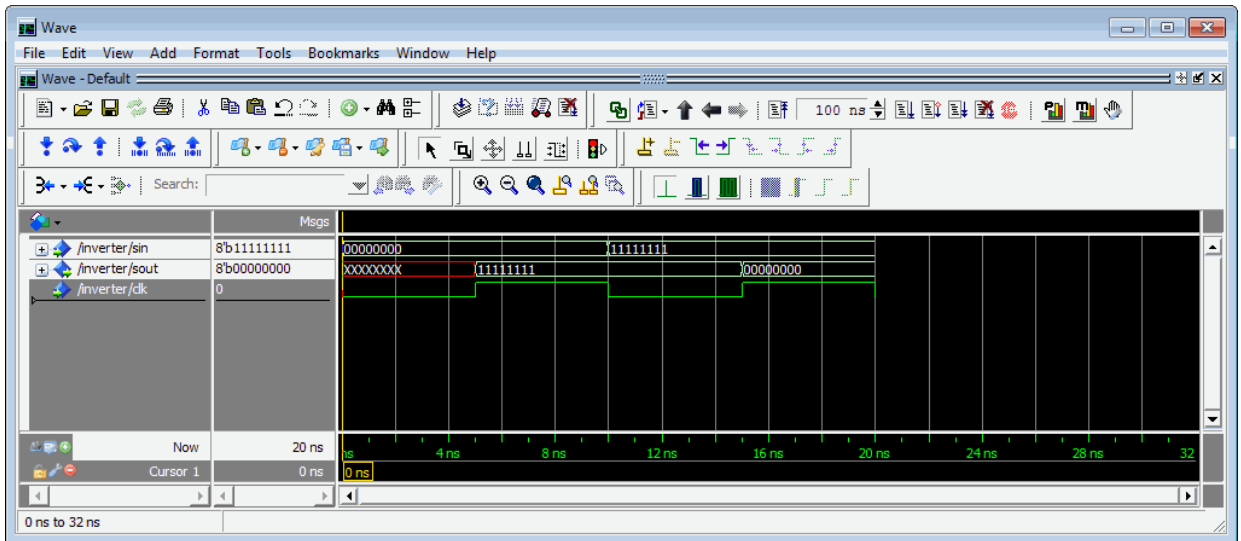 Wave
File Edit View Add Format Tools Bookmarks Window Help
Wave - Default
100 ns
Search:
Msgs
/inverter/sin 8'b11111111 00000000 11111111
/inverter/sout 8'b00000000 XXXXXXXX 11111111 00000000
/inverter/clk 0
Now 20 ns ns 4 ns 8 ns 12 ns 16 ns 20 ns 24 ns 28 ns 32
Cursor 1 0 ns 0 ns
0 ns to 32 ns